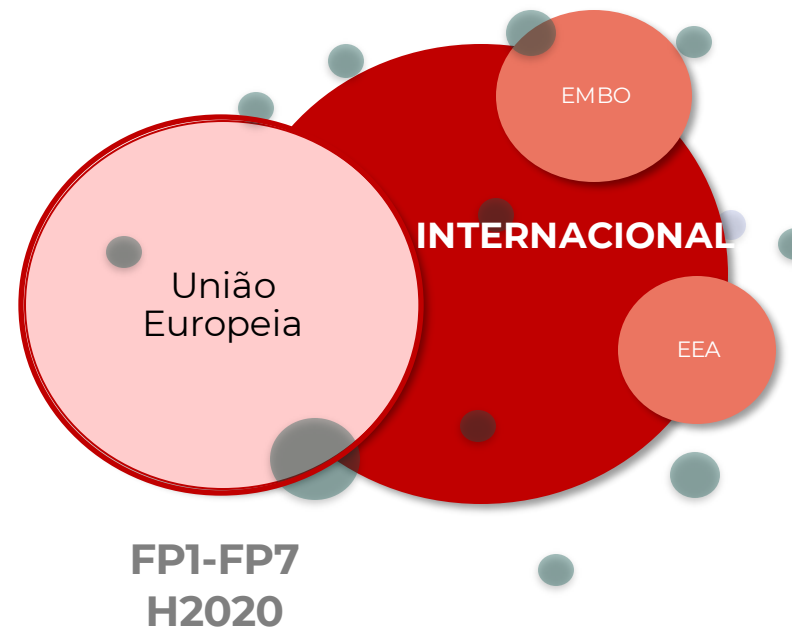 EMBO
INTERNACIONAL
União
Europeia
EEA
FP1-FP7
H2020